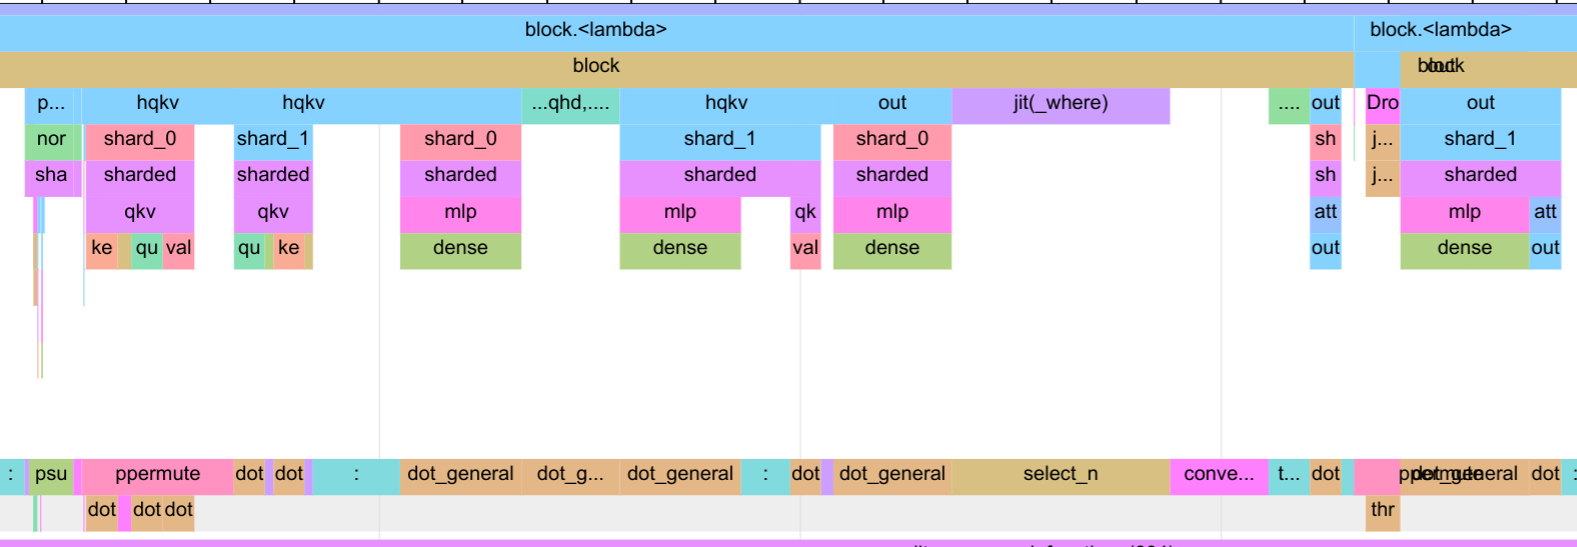 block.<lambda> block.<lambda>
block
p... hqkv hqkv ...qhd,.... hqkv out jit(_where) .... out Dro out
nor shard_0 shard_1 shard_0 shard_1 shard_0 sh j... shard_1
sha sharded sharded sharded sharded sharded sh j... sharded
qkv qkv mlp mlp qk mlp att mlp att
ke qu val qu ke dense dense val dense out dense out
: psu ppermute dot dot : dot_general dot_g... dot_general : dot dot_general select_n conve... t... dot dot :
dot dot dot thr